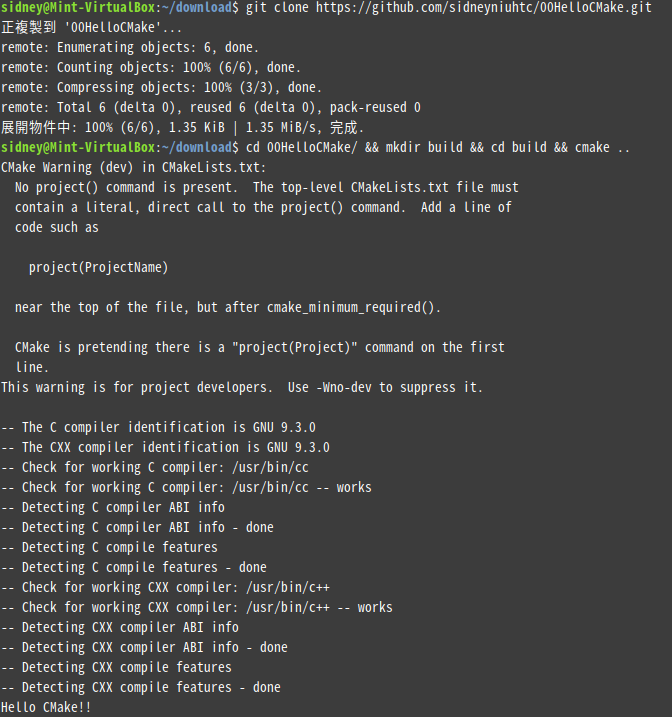 sidney@Mint-VirtualBox:~/download$ git clone https://github.com/sidneyniuhtc/00HelloCMake.git
正複製到 '00HelloCMake'...
remote: Enumerating objects: 6, done.
remote: Counting objects: 100% (6/6), done.
remote: Compressing objects: 100% (3/3), done.
remote: Total 6 (delta 0), reused 6 (delta 0), pack-reused 0
展開物件中: 100% (6/6), 1.35 KiB | 1.35 MiB/s, 完成.
sidney@Mint-VirtualBox:~/download$ cd 00HelloCMake/ && mkdir build && cd build && cmake ..
CMake Warning (dev) in CMakeLists.txt:
  No project() command is present.  The top-level CMakeLists.txt file must
  contain a literal, direct call to the project() command.  Add a line of
  code such as

    project(ProjectName)

  near the top of the file, but after cmake_minimum_required().

  CMake is pretending there is a "project(Project)" command on the first
  line.
This warning is for project developers.  Use -Wno-dev to suppress it.

-- The C compiler identification is GNU 9.3.0
-- The CXX compiler identification is GNU 9.3.0
-- Check for working C compiler: /usr/bin/cc
-- Check for working C compiler: /usr/bin/cc -- works
-- Detecting C compiler ABI info
-- Detecting C compiler ABI info - done
-- Detecting C compile features
-- Detecting C compile features - done
-- Check for working CXX compiler: /usr/bin/c++
-- Check for working CXX compiler: /usr/bin/c++ -- works
-- Detecting CXX compiler ABI info
-- Detecting CXX compiler ABI info - done
-- Detecting CXX compile features
-- Detecting CXX compile features - done
Hello CMake!!